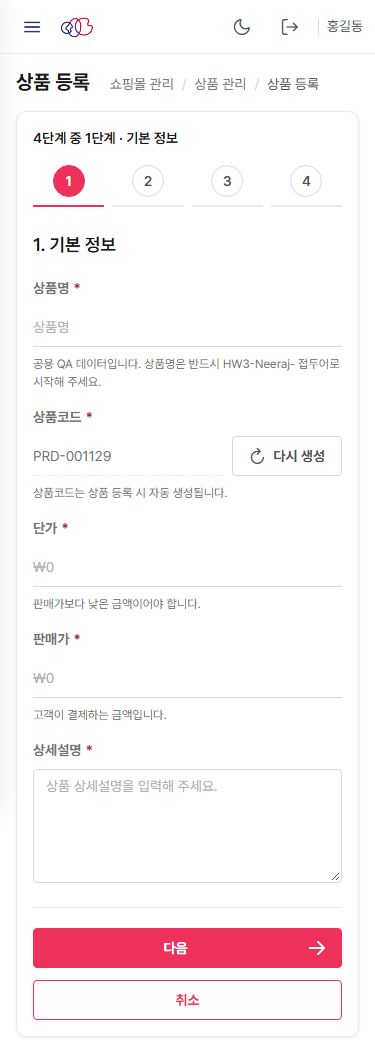 홍길동
상품 등록
쇼핑몰 관리 / 상품 관리 / 상품 등록
4단계 중 1단계 · 기본 정보
1 2 3 4
1. 기본 정보
상품명 *
상품명
공용 QA 데이터입니다. 상품명은 반드시 HW3-Neeraj- 접두어로
시작해 주세요.
상품코드 *
PRD-001129
다시 생성
상품코드는 상품 등록 시 자동 생성됩니다.
단가 *
₩0
판매가보다 낮은 금액이어야 합니다.
판매가 *
₩0
고객이 결제하는 금액입니다.
상세설명 *
상품 상세설명을 입력해 주세요.
다음
취소